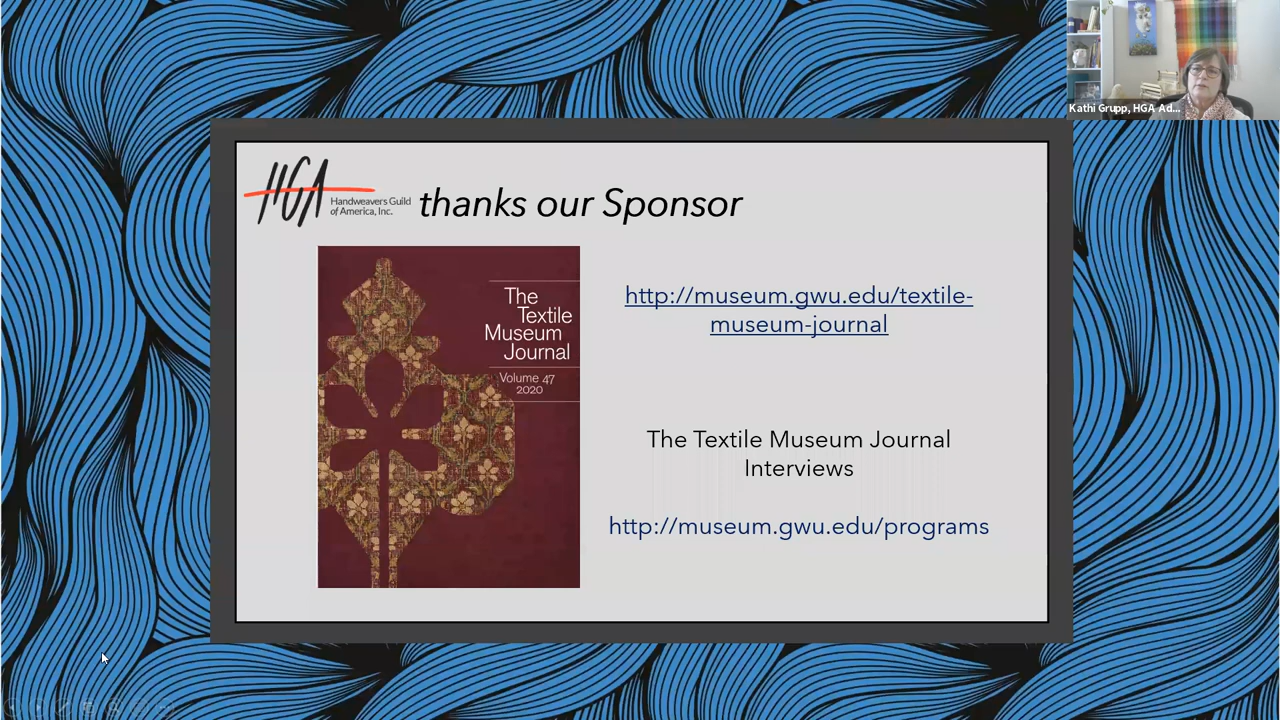 Kathi Grupp, HGA Ad...
HGA
Handweavers Guild
of America, Inc.
thanks our Sponsor
The
Textile
Museum
Journal
Volume 47
2020
http://museum.gwu.edu/textile-
museum-journal
The Textile Museum Journal
Interviews
http://museum.gwu.edu/programs